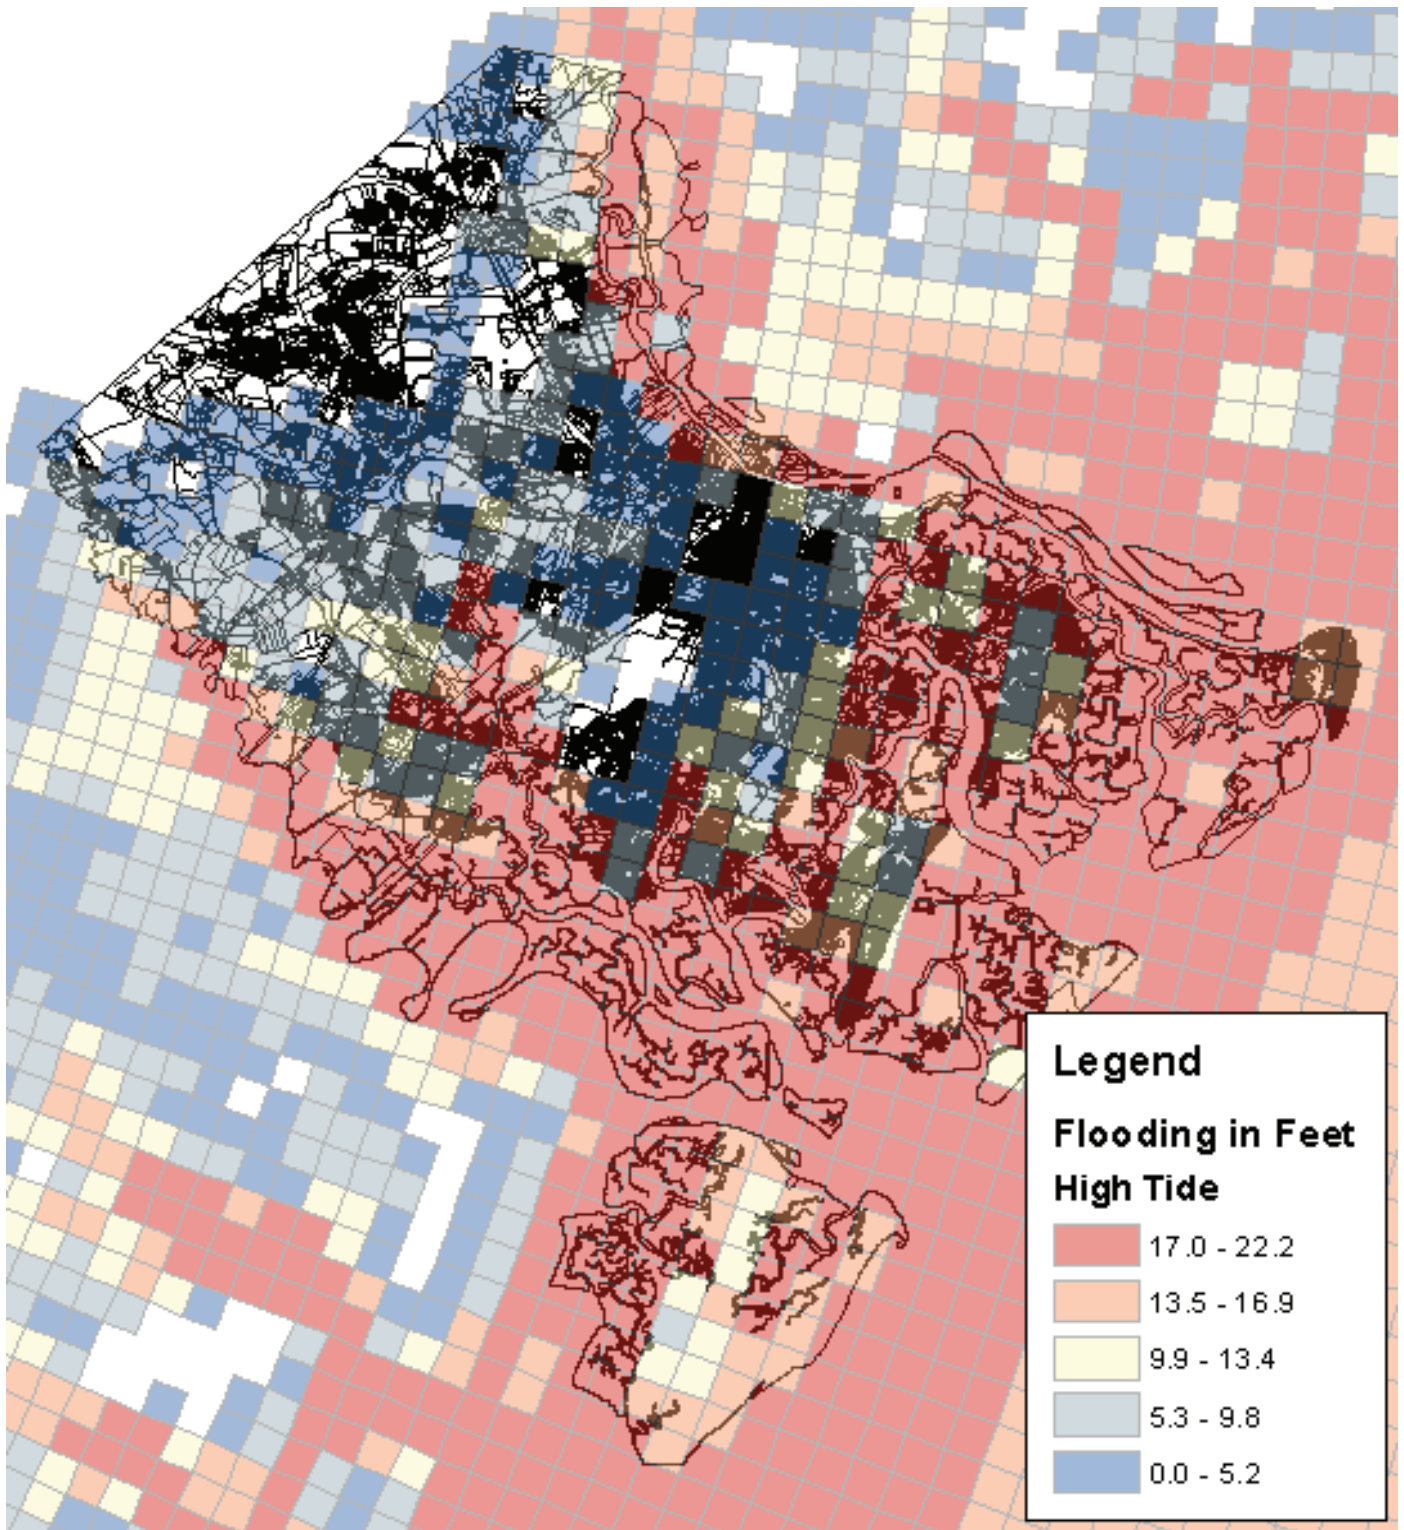 Legend
Flooding in Feet
High Tide
17.0 - 22.2
13.5 - 16.9
9.9 - 13.4
5.3 - 9.8
0.0 - 5.2